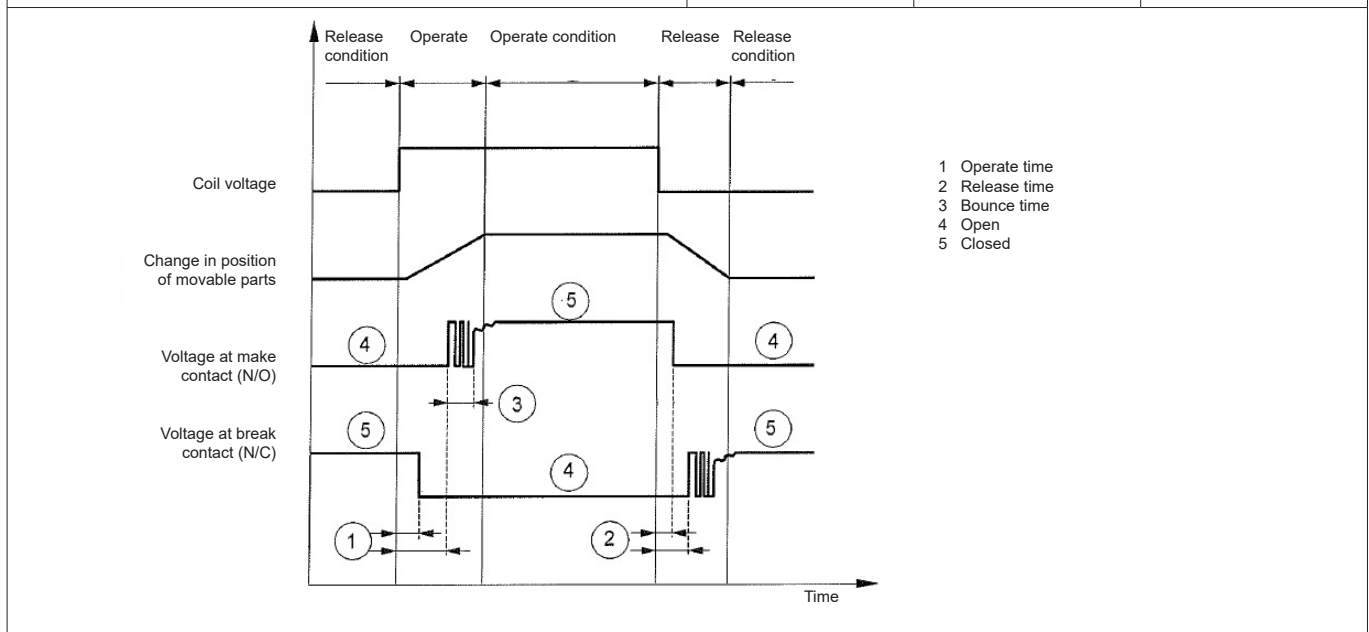 Release
condition
Operate
Operate condition
Release
Release
condition
Coil voltage
Change in position
of movable parts
Voltage at make
contact (N/O)
Voltage at break
contact (N/C)
4
5
4
3
5
4
5
1
2
Time
1 Operate time
2 Release time
3 Bounce time
4 Open
5 Closed